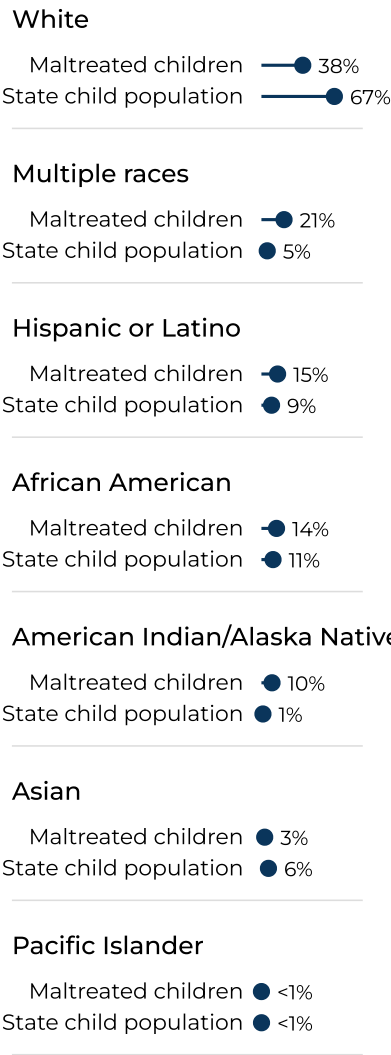 White
Maltreated children 38%
State child population 67%
Multiple races
Maltreated children 21%
State child population 5%
Hispanic or Latino
Maltreated children 15%
State child population 9%
African American
Maltreated children 14%
State child population 11%
American Indian/Alaska Native
Maltreated children 10%
State child population 1%
Asian
Maltreated children 3%
State child population 6%
Pacific Islander
Maltreated children <1%
State child population <1%